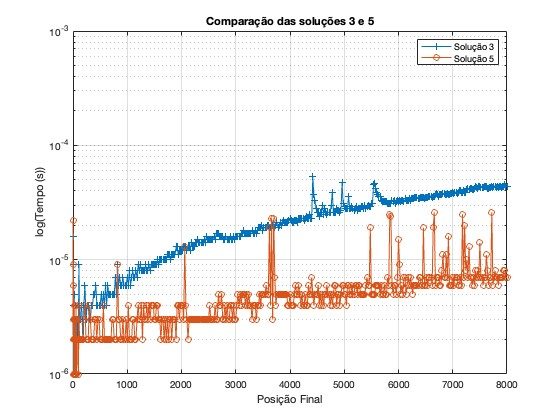 Comparação das soluções 3 e 5
10-3
Solução 3
Solução 5
10-4
log(Tempo (s))
10-5
10-6
0 1000 2000 3000 4000 5000 6000 7000 8000
Posição Final